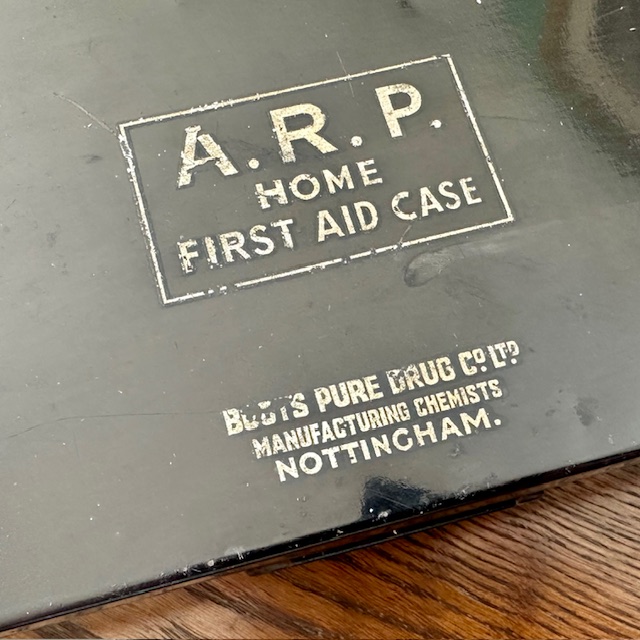 A.R.P.
HOME
FIRST AID CASE
BOOTS PURE DRUG CO. LTD
MANUFACTURING CHEMISTS
NOTTINGHAM.